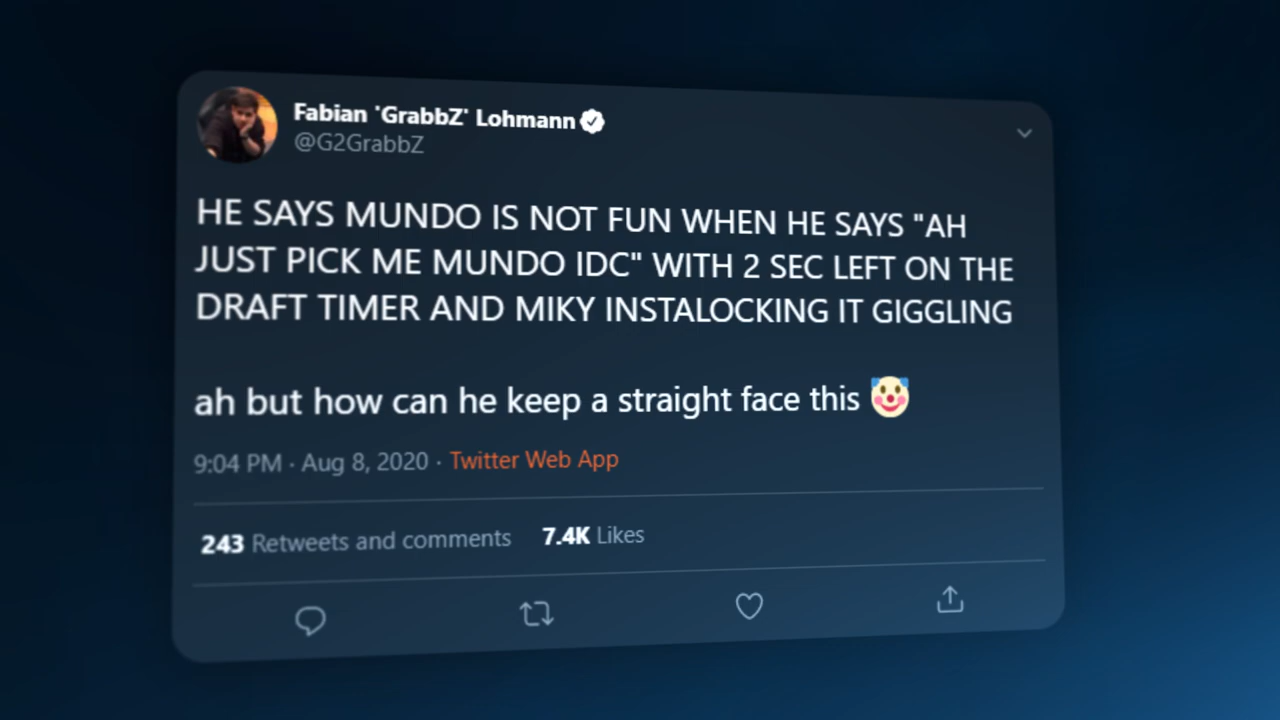 Fabian 'GrabbZ' Lohmann
@G2GrabbZ
HE SAYS MUNDO IS NOT FUN WHEN HE SAYS "AH
JUST PICK ME MUNDO IDC" WITH 2 SEC LEFT ON THE
DRAFT TIMER AND MIKY INSTALOCKING IT GIGGLING
ah but how can he keep a straight face this 🤡
9:04 PM · Aug 8, 2020 · Twitter Web App
243 Retweets and comments 7.4K Likes